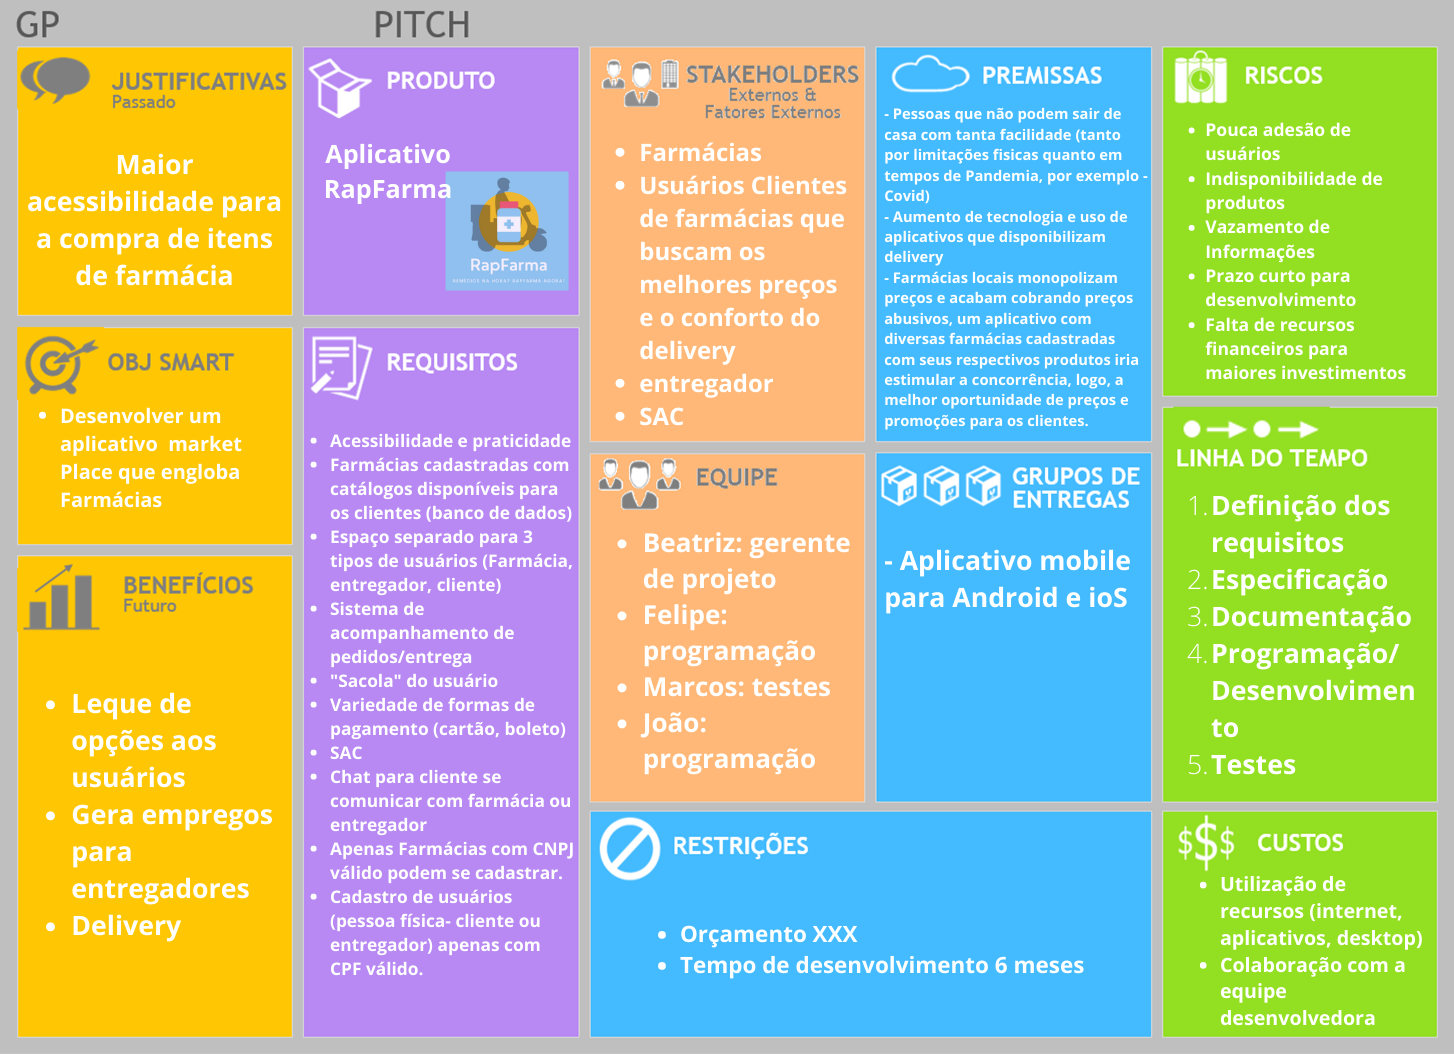 GP
PITCH
JUSTIFICATIVAS
Passado
Maior
acessibilidade para
a compra de itens
de farmácia
OBJ SMART
• Desenvolver um
aplicativo market
Place que engloba
Farmácias
BENEFÍCIOS
Futuro
• Leque de
opções aos
usuários
• Gera empregos
para
entregadores
• Delivery
PRODUTO
Aplicativo
RapFarma
RapFarma
REMÉDIOS NA HORA? RAPFARMA AGORA!
REQUISITOS
• Acessibilidade e praticidade
• Farmácias cadastradas com
catálogos disponíveis para
os clientes (banco de dados)
• Espaço separado para 3
tipos de usuários (Farmácia,
entregador, cliente)
• Sistema de
acompanhamento de
pedidos/entrega
• "Sacola" do usuário
• Variedade de formas de
pagamento (cartão, boleto)
• SAC
• Chat para cliente se
comunicar com farmácia ou
entregador
• Apenas Farmácias com CNPJ
válido podem se cadastrar.
• Cadastro de usuários
(pessoa física- cliente ou
entregador) apenas com
CPF válido.
STAKEHOLDERS
Externos &
Fatores Externos
• Farmácias
• Usuários Clientes
de farmácias que
buscam os
melhores preços
e o conforto do
delivery
• entregador
• SAC
EQUIPE
• Beatriz: gerente
de projeto
• Felipe:
programação
• Marcos: testes
• João:
programação
PREMISSAS
- Pessoas que não podem sair de
casa com tanta facilidade (tanto
por limitações fisicas quanto em
tempos de Pandemia, por exemplo -
Covid)
- Aumento de tecnologia e uso de
aplicativos que disponibilizam
delivery
- Farmácias locais monopolizam
preços e acabam cobrando preços
abusivos, um aplicativo com
diversas farmácias cadastradas
com seus respectivos produtos iria
estimular a concorrência, logo, a
melhor oportunidade de preços e
promoções para os clientes.
GRUPOS DE
ENTREGAS
- Aplicativo mobile
para Android e ioS
RESTRIÇÕES
• Orçamento XXX
• Tempo de desenvolvimento 6 meses
RISCOS
• Pouca adesão de
usuários
• Indisponibilidade de
produtos
• Vazamento de
Informações
• Prazo curto para
desenvolvimento
• Falta de recursos
financeiros para
maiores investimentos
LINHA DO TEMPO
1. Definição dos
requisitos
2. Especificação
3. Documentação
4. Programação/
Desenvolvimen
to
5. Testes
$$$ CUSTOS
• Utilização de
recursos (internet,
aplicativos, desktop)
• Colaboração com a
equipe
desenvolvedora